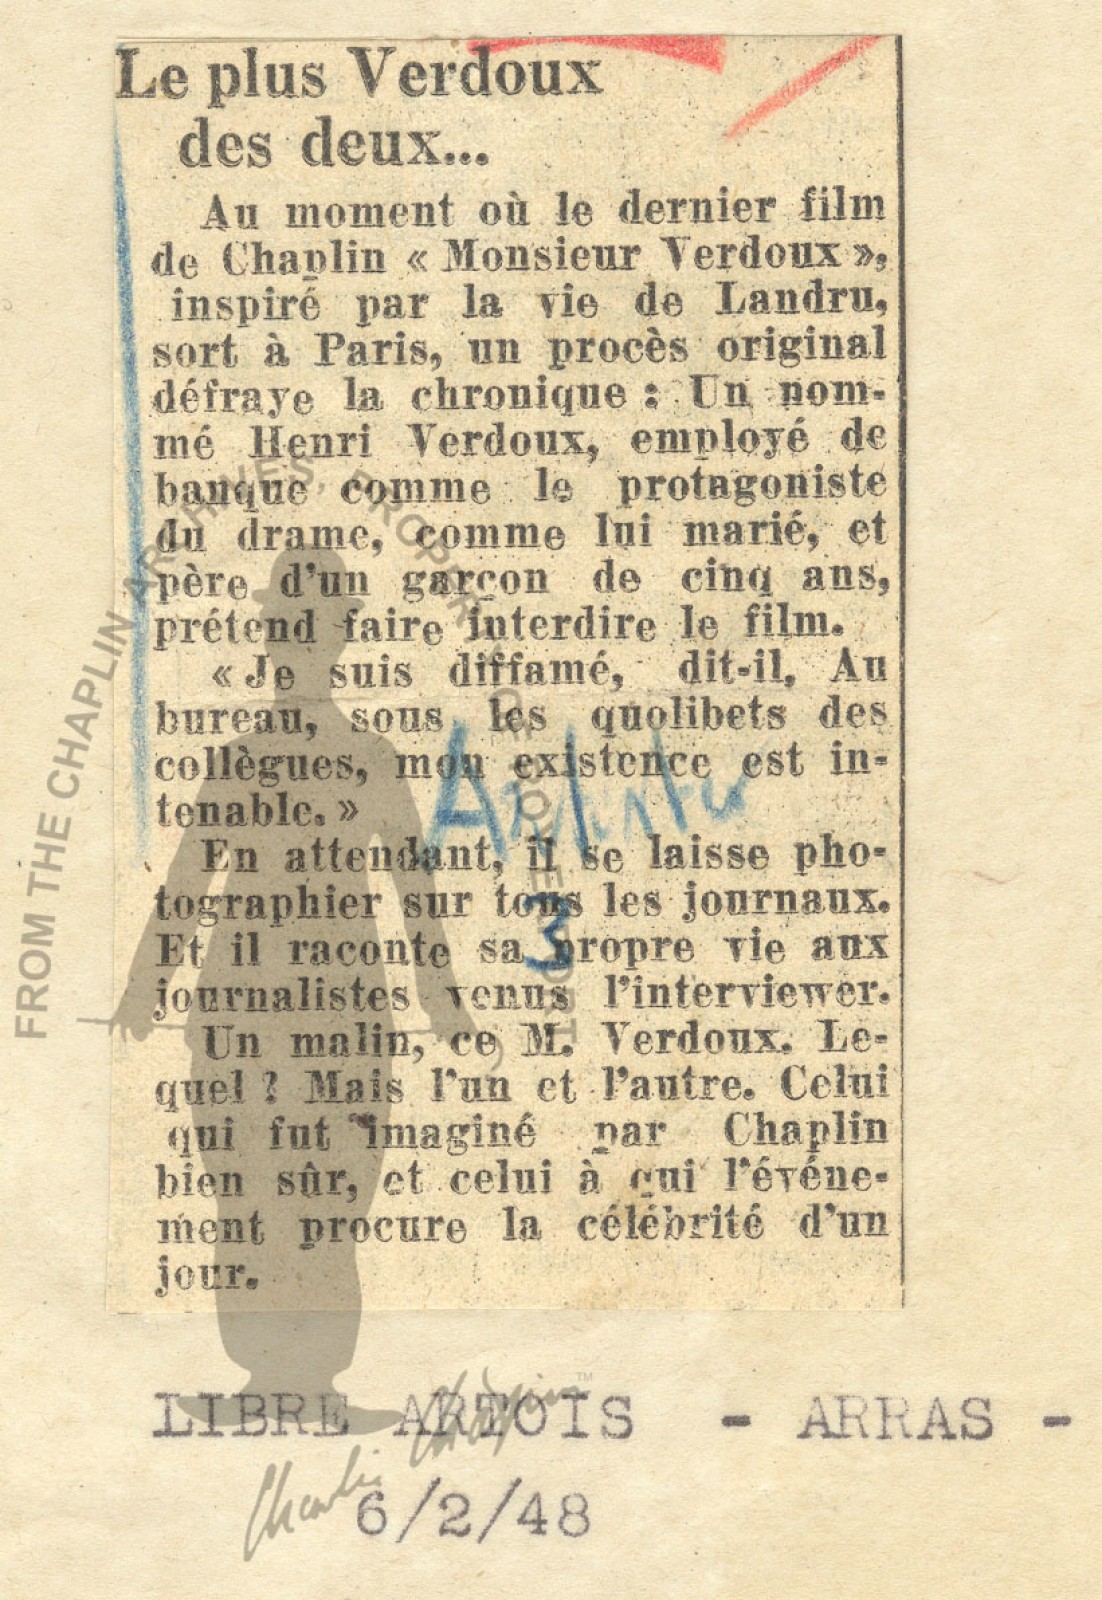 Le plus Verdoux
des deux...
Au moment où le dernier film
de Chaplin « Monsieur Verdoux »,
inspiré par la vie de Landru,
sort à Paris, un procès original
défraye la chronique : Un nom-
mé Henri Verdoux, employé de
banque comme le protagoniste
du drame, comme lui marié, et
père d'un garçon de cinq ans,
prétend faire interdire le film.
« Je suis diffamé, dit-il. Au
bureau, sous les quolibets des
collègues, mon existence est in-
tenable. »
En attendant, il se laisse pho-
tographier sur tous les journaux.
Et il raconte sa propre vie aux
journalistes venus l'interviewer.
Un malin, ce M. Verdoux. Le-
quel ? Mais l'un et l'autre. Celui
qui fut imaginé par Chaplin
bien sûr, et celui à qui l'événe-
ment procure la célébrité d'un
jour.
3
LIBRE ARTOIS - ARRAS -
6/2/48
FROM THE CHAPLIN ARCHIVES, PROPERTY OF ROY EXPORT
Charlie Chaplin™